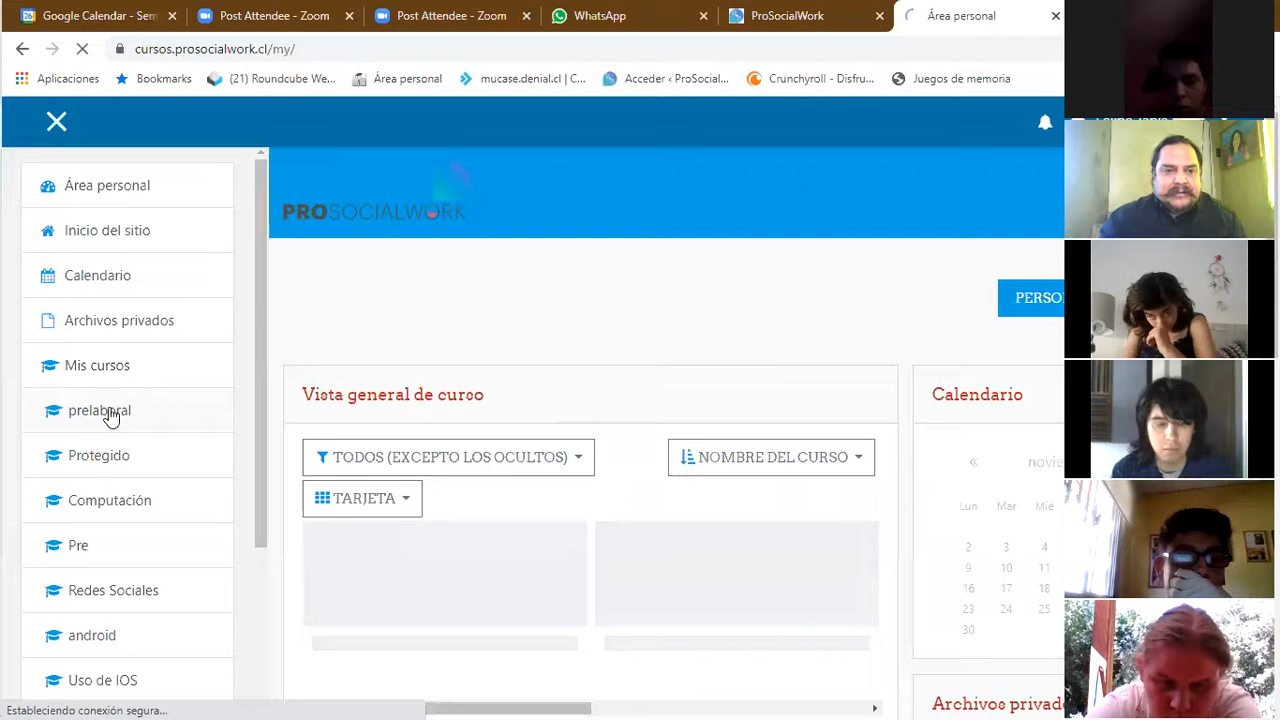 Google Calendar - Sem
Post Attendee - Zoom
Post Attendee - Zoom
WhatsApp
ProSocialWork
Área personal
cursos.prosocialwork.cl/my/
Aplicaciones
Bookmarks
(21) Roundcube We...
Área personal
mucase.denial.cl | C...
Acceder ‹ ProSocial...
Crunchyroll - Disfru...
Juegos de memoria
PROSOCIALWORK
Área personal
Inicio del sitio
Calendario
Archivos privados
Mis cursos
prelaboral
Protegido
Computación
Pre
Redes Sociales
android
Uso de IOS
PERSO
Vista general de curso
TODOS (EXCEPTO LOS OCULTOS)
NOMBRE DEL CURSO
TARJETA
Calendario
« novie
Lun Mar Mié
2 3 4
9 10 11
16 17 18
23 24 25
30
Archivos privado
Estableciendo conexión segura...